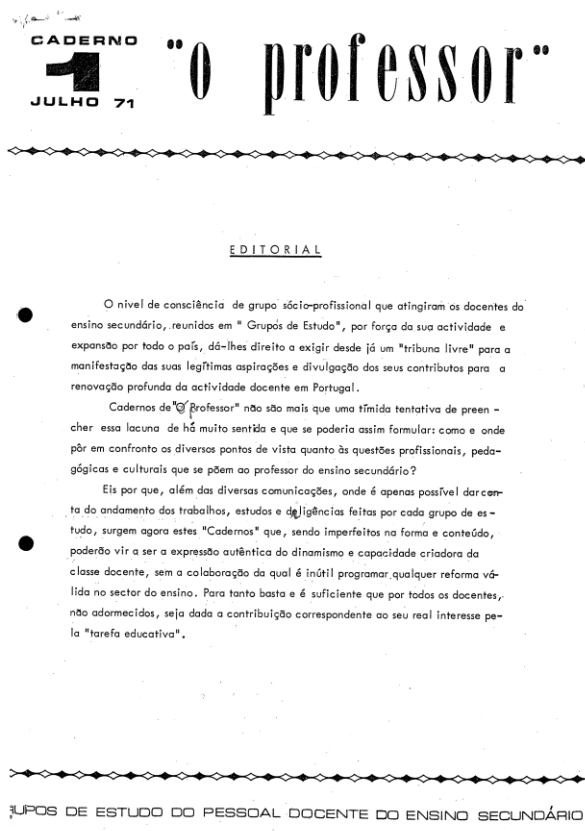 CADERNO
1
JULHO 71
"o professor"
EDITORIAL
O nivel de consciência de grupo sócio-profissional que atingiram os docentes do
ensino secundário, reunidos em " Grupos de Estudo", por força da sua actividade e
expansão por todo o país, dá-lhes direito a exigir desde já um "tribuna livre" para a
manifestação das suas legítimas aspirações e divulgação dos seus contributos para a
renovação profunda da actividade docente em Portugal.
Cadernos de "O Professor" não são mais que uma tímida tentativa de preen -
cher essa lacuna de há muito sentida e que se poderia assim formular: como e onde
pôr em confronto os diversos pontos de vista quanto às questões profissionais, peda-
gógicas e culturais que se põem ao professor do ensino secundário?
Eis por que, além das diversas comunicações, onde é apenas possível dar con-
ta do andamento dos trabalhos, estudos e deligências feitas por cada grupo de es-
tudo, surgem agora estes "Cadernos" que, sendo imperfeitos na forma e conteúdo,
poderão vir a ser a expressão autêntica do dinamismo e capacidade criadora da
classe docente, sem a colaboração da qual é inútil programar qualquer reforma vá-
lida no sector do ensino. Para tanto basta e é suficiente que por todos os docentes,
não adormecidos, seja dada a contribuição correspondente ao seu real interesse pe-
la "tarefa educativa".
GRUPOS DE ESTUDO DO PESSOAL DOCENTE DO ENSINO SECUNDÁRIO